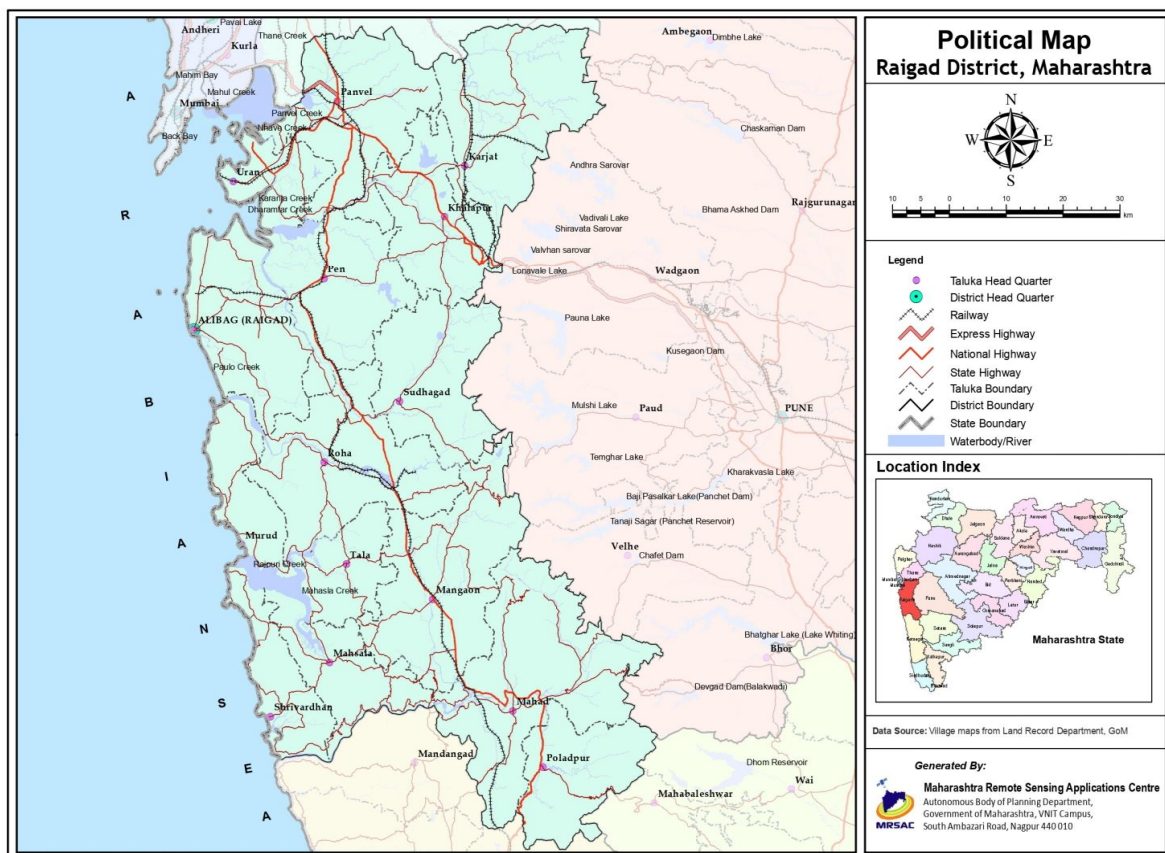 Political Map
Raigad District, Maharashtra
N
W
E
S
10 5 0 10 20 30
km
Legend
Taluka Head Quarter
District Head Quarter
Railway
Express Highway
National Highway
State Highway
Taluka Boundary
District Boundary
State Boundary
Waterbody/River
Location Index
Maharashtra State
Data Source: Village maps from Land Record Department, GoM
Generated By:
MRSAC
Maharashtra Remote Sensing Applications Centre
Autonomous Body of Planning Department,
Government of Maharashtra, VNIT Campus,
South Ambazari Road, Nagpur 440 010
Pavai Lake
Andheri
Thane Creek
Kurla
Ambegaon
Dimbhe Lake
Mahim Bay
Mahul Creek
Mumbai
Panvel
Panvel Creek
Nhava Creek
Back Bay
Chaskaman Dam
Karjat
Andhra Sarovar
Uran
Karanja Creek
Dharamtar Creek
Khalapur
Vadivali Lake
Shiravata Sarovar
Bhama Askhed Dam
Rajgurunagar
Valvhan sarovar
Lonavale Lake
Wadgaon
Pen
ALIBAG (RAIGAD)
Pauna Lake
Kusegaon Dam
Paulo Creek
Sudhagad
Mulshi Lake
Paud
PUNE
Roha
Temghar Lake
Kharakvasla Lake
Baji Pasalkar Lake(Panchet Dam)
Tanaji Sagar (Panchet Reservoir)
Murud
Velhe
Chafet Dam
Rajpuri Creek
Tala
Mahasla Creek
Mangaon
Bhatghar Lake (Lake Whiting)
Bhor
Mahsala
Devgad Dam(Balakwadi)
Shrivardhan
Mahad
Mandangad
Poladpur
Dhom Reservoir
Wai
Mahabaleshwar
ARABIAN SEA